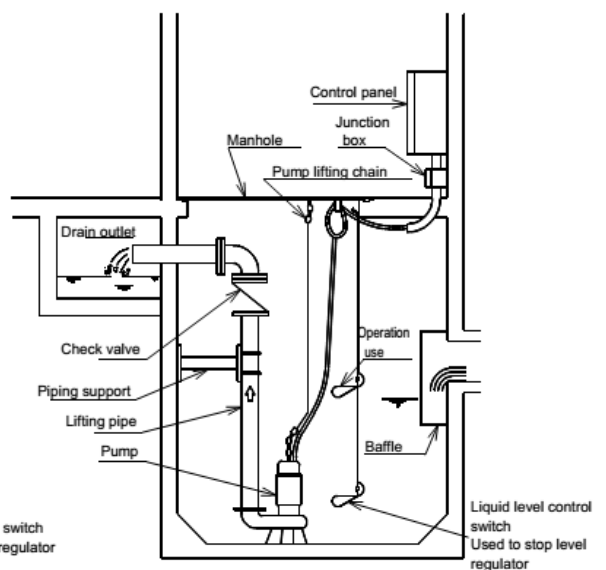 Control panel
Junction
box
Manhole
Pump lifting chain
Drain outlet
Operation
use
Check valve
Piping support
Lifting pipe
Pump
Baffle
switch
regulator
Liquid level control
switch
Used to stop level
regulator